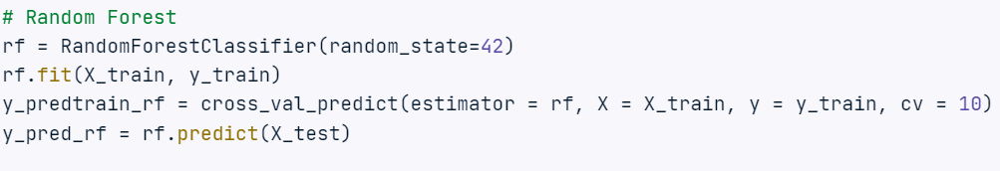 # Random Forest
rf = RandomForestClassifier(random_state=42)
rf.fit(X_train, y_train)
y_predtrain_rf = cross_val_predict(estimator = rf, X = X_train, y = y_train, cv = 10)
y_pred_rf = rf.predict(X_test)